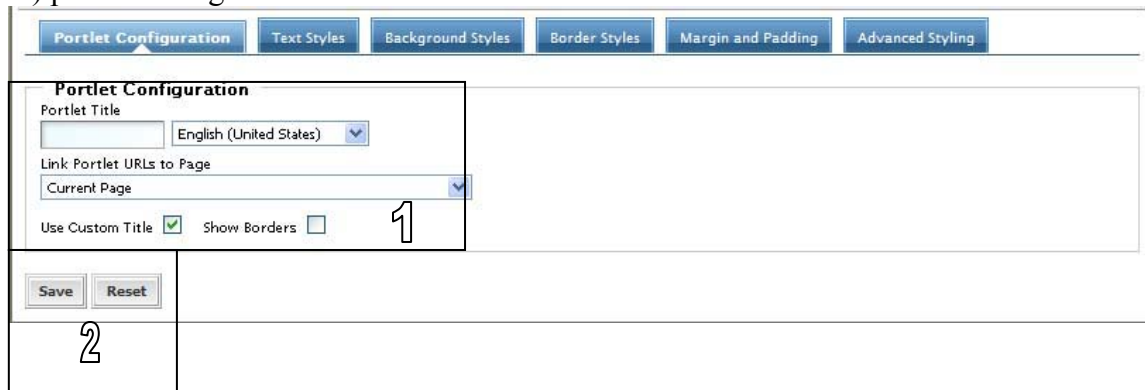 Portlet Configuration Text Styles Background Styles Border Styles Margin and Padding Advanced Styling
Portlet Configuration
Portlet Title
English (United States)
Link Portlet URLs to Page
Current Page
Use Custom Title Show Borders
1
Save Reset
2